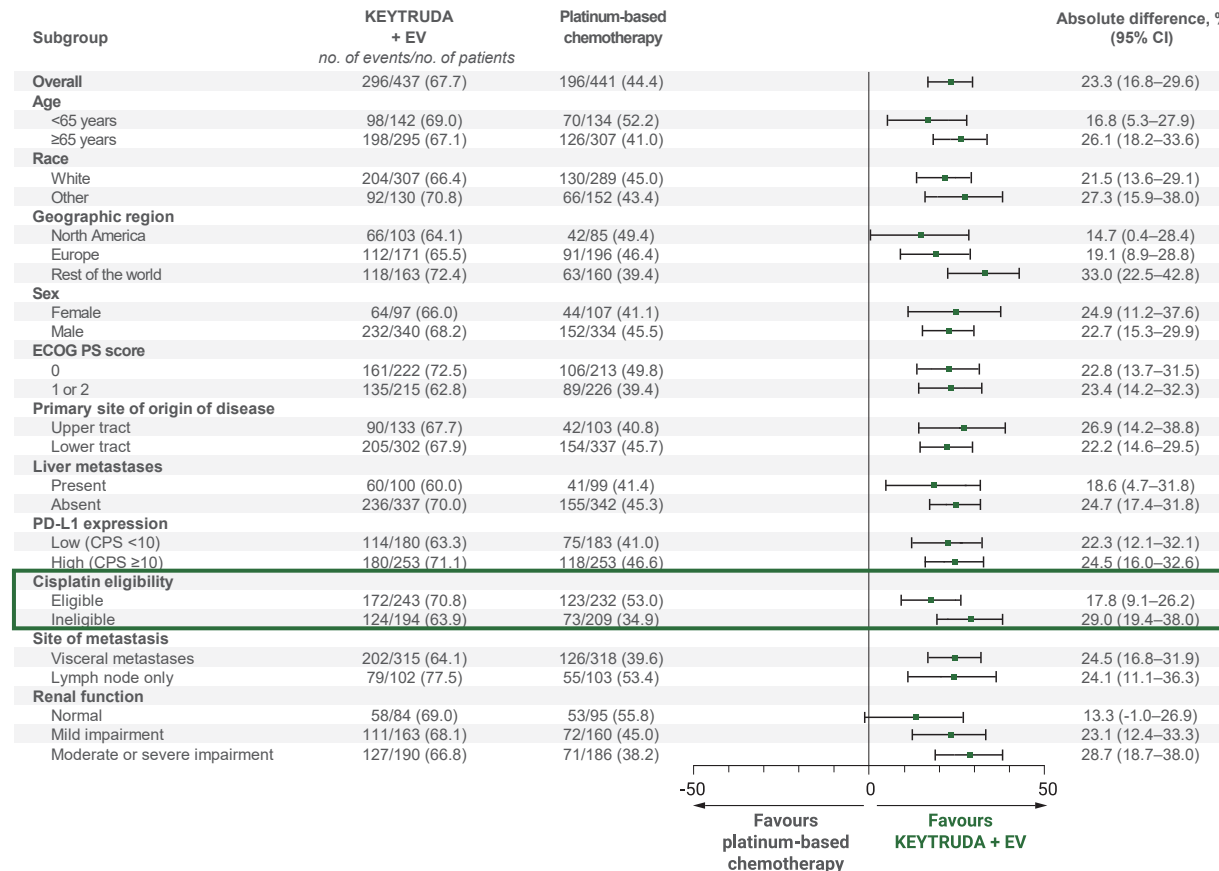 Subgroup KEYTRUDA + EV Platinum-based chemotherapy Absolute difference, % (95% CI)
no. of events/no. of patients
Overall 296/437 (67.7) 196/441 (44.4) 23.3 (16.8–29.6)
Age
<65 years 98/142 (69.0) 70/134 (52.2) 16.8 (5.3–27.9)
≥65 years 198/295 (67.1) 126/307 (41.0) 26.1 (18.2–33.6)
Race
White 204/307 (66.4) 130/289 (45.0) 21.5 (13.6–29.1)
Other 92/130 (70.8) 66/152 (43.4) 27.3 (15.9–38.0)
Geographic region
North America 66/103 (64.1) 42/85 (49.4) 14.7 (0.4–28.4)
Europe 112/171 (65.5) 91/196 (46.4) 19.1 (8.9–28.8)
Rest of the world 118/163 (72.4) 63/160 (39.4) 33.0 (22.5–42.8)
Sex
Female 64/97 (66.0) 44/107 (41.1) 24.9 (11.2–37.6)
Male 232/340 (68.2) 152/334 (45.5) 22.7 (15.3–29.9)
ECOG PS score
0 161/222 (72.5) 106/213 (49.8) 22.8 (13.7–31.5)
1 or 2 135/215 (62.8) 89/226 (39.4) 23.4 (14.2–32.3)
Primary site of origin of disease
Upper tract 90/133 (67.7) 42/103 (40.8) 26.9 (14.2–38.8)
Lower tract 205/302 (67.9) 154/337 (45.7) 22.2 (14.6–29.5)
Liver metastases
Present 60/100 (60.0) 41/99 (41.4) 18.6 (4.7–31.8)
Absent 236/337 (70.0) 155/342 (45.3) 24.7 (17.4–31.8)
PD-L1 expression
Low (CPS <10) 114/180 (63.3) 75/183 (41.0) 22.3 (12.1–32.1)
High (CPS ≥10) 180/253 (71.1) 118/253 (46.6) 24.5 (16.0–32.6)
Cisplatin eligibility
Eligible 172/243 (70.8) 123/232 (53.0) 17.8 (9.1–26.2)
Ineligible 124/194 (63.9) 73/209 (34.9) 29.0 (19.4–38.0)
Site of metastasis
Visceral metastases 202/315 (64.1) 126/318 (39.6) 24.5 (16.8–31.9)
Lymph node only 79/102 (77.5) 55/103 (53.4) 24.1 (11.1–36.3)
Renal function
Normal 58/84 (69.0) 53/95 (55.8) 13.3 (-1.0–26.9)
Mild impairment 111/163 (68.1) 72/160 (45.0) 23.1 (12.4–33.3)
Moderate or severe impairment 127/190 (66.8) 71/186 (38.2) 28.7 (18.7–38.0)
-50 0 50
Favours platinum-based chemotherapy
Favours KEYTRUDA + EV